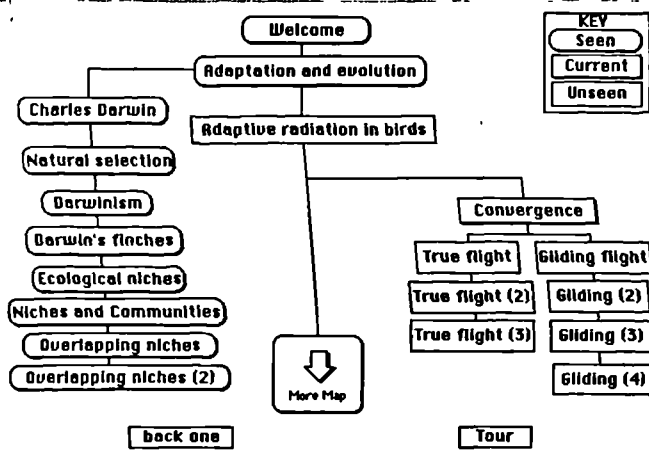 Welcome
KEY
Seen
Current
Unseen
Adaptation and evolution
Charles Darwin
Adaptive radiation in birds
Natural selection
Darwinism
Darwin's finches
Ecological niches
Niches and Communities
Overlapping niches
Overlapping niches (2)
Convergence
True flight
Gliding flight
True flight (2)
Gliding (2)
True flight (3)
Gliding (3)
Gliding (4)
More Map
back one
Tour